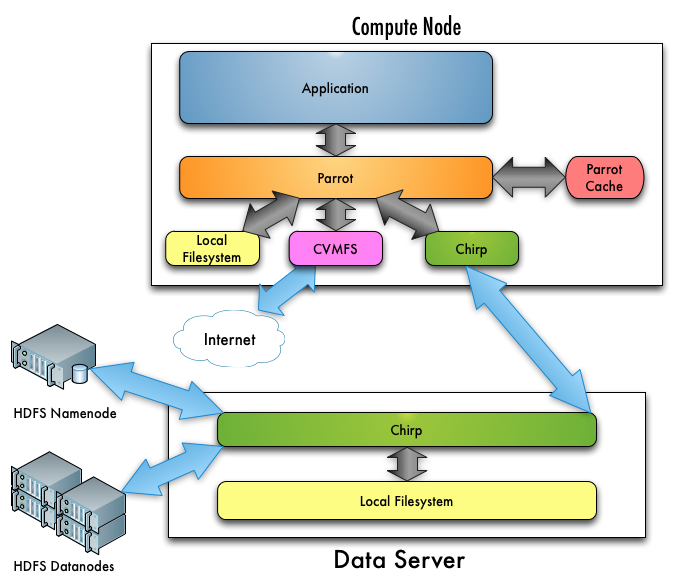 Compute Node
Application
Parrot
Parrot
Cache
Local
Filesystem
CVMFS
Chirp
Internet
HDFS Namenode
Chirp
Local Filesystem
HDFS Datanodes
Data Server